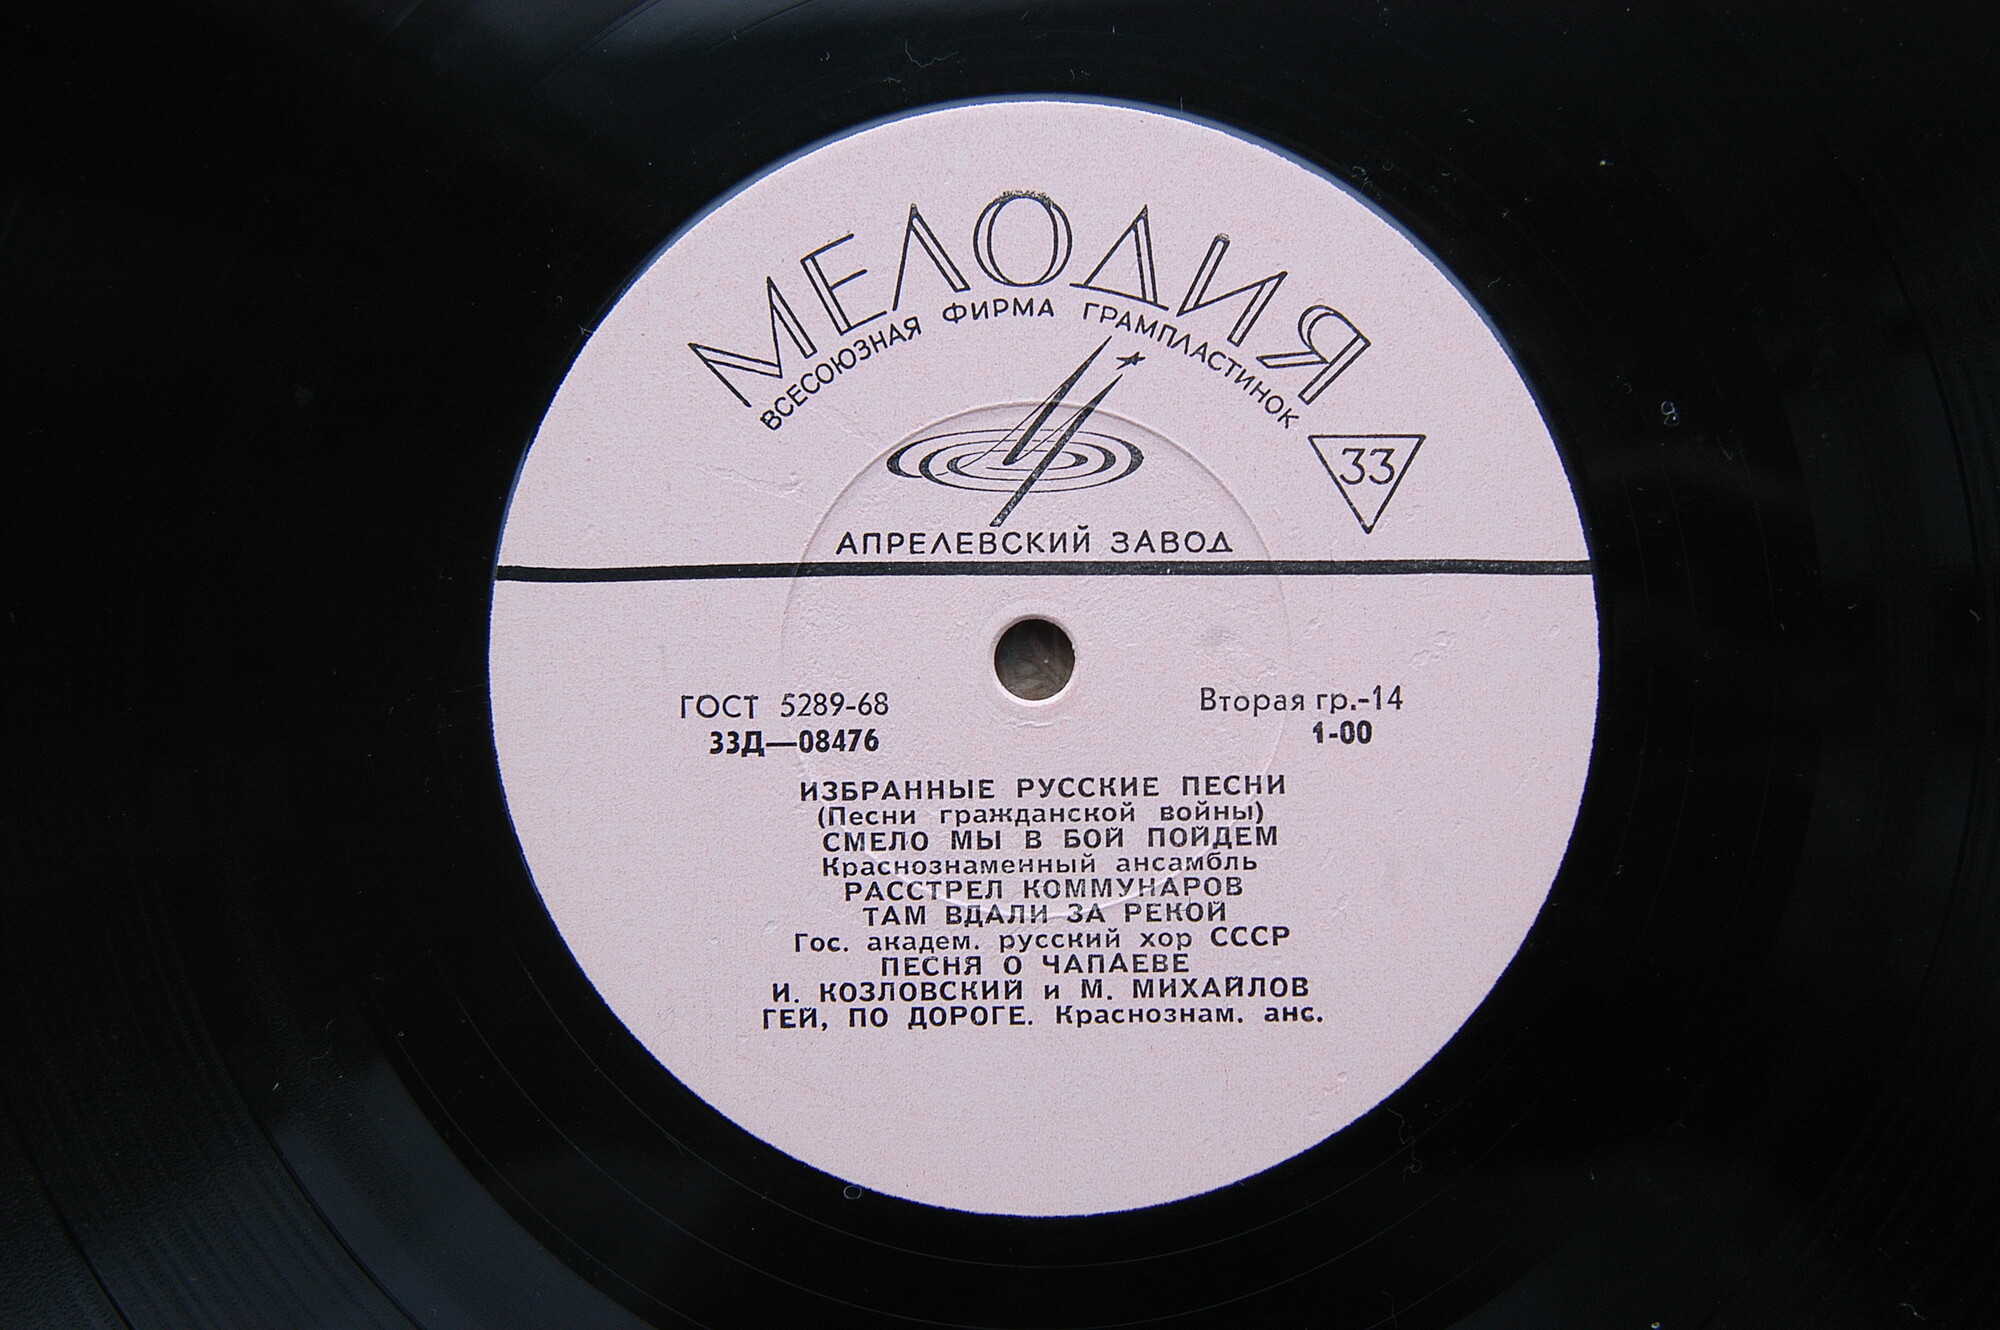 МЕЛОДИЯ
ВСЕСОЮЗНАЯ ФИРМА ГРАМПЛАСТИНОК
33
АПРЕЛЕВСКИЙ ЗАВОД
ГОСТ 5289-68
33Д—08476
Вторая гр.-14
1-00
ИЗБРАННЫЕ РУССКИЕ ПЕСНИ
(Песни гражданской войны)
СМЕЛО МЫ В БОЙ ПОЙДЕМ
Краснознаменный ансамбль
РАССТРЕЛ КОММУНАРОВ
ТАМ ВДАЛИ ЗА РЕКОЙ
Гос. академ. русский хор СССР
ПЕСНЯ О ЧАПАЕВЕ
И. КОЗЛОВСКИЙ и М. МИХАЙЛОВ
ГЕЙ, ПО ДОРОГЕ. Краснознам. анс.